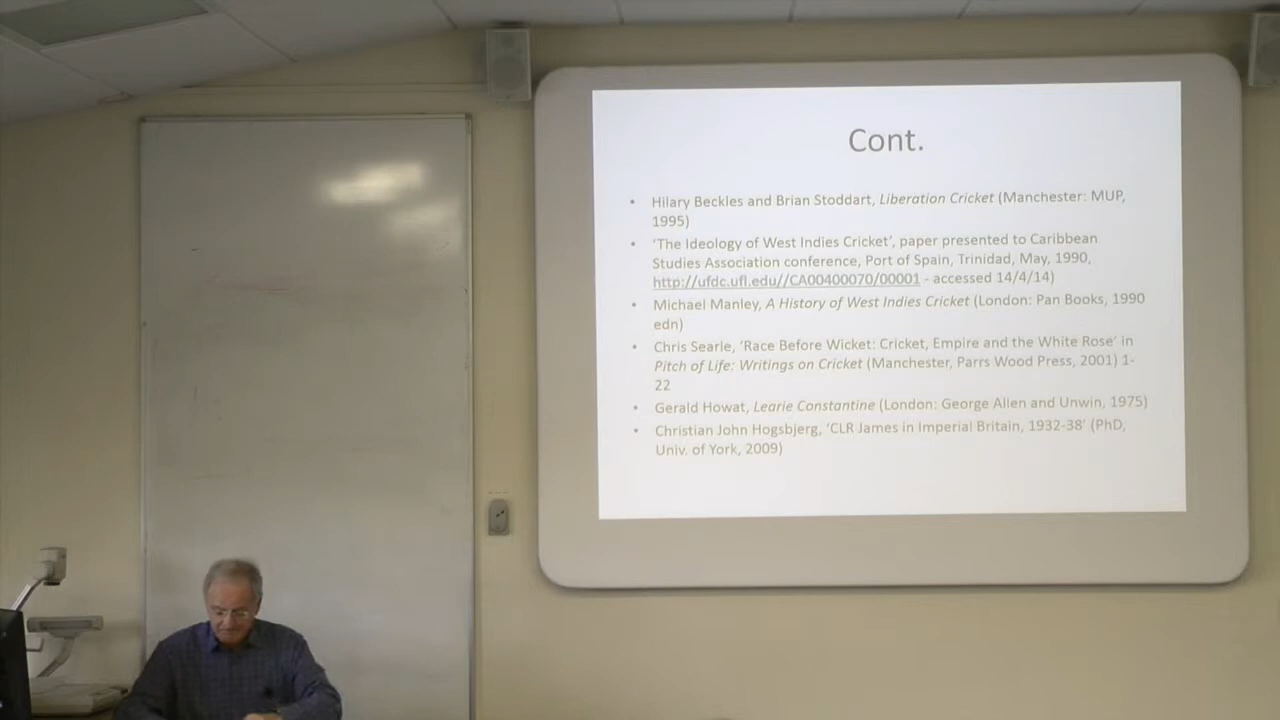 Cont.
• Hilary Beckles and Brian Stoddart, Liberation Cricket (Manchester: MUP,
1995)
• ‘The Ideology of West Indies Cricket’, paper presented to Caribbean
Studies Association conference, Port of Spain, Trinidad, May, 1990,
http://ufdc.ufl.edu//CA00400070/00001 - accessed 14/4/14)
• Michael Manley, A History of West Indies Cricket (London: Pan Books, 1990
edn)
• Chris Searle, ‘Race Before Wicket: Cricket, Empire and the White Rose’ in
Pitch of Life: Writings on Cricket (Manchester, Parrs Wood Press, 2001) 1-
22
• Gerald Howat, Learie Constantine (London: George Allen and Unwin, 1975)
• Christian John Hogsbjerg, ‘CLR James in Imperial Britain, 1932-38’ (PhD,
Univ. of York, 2009)